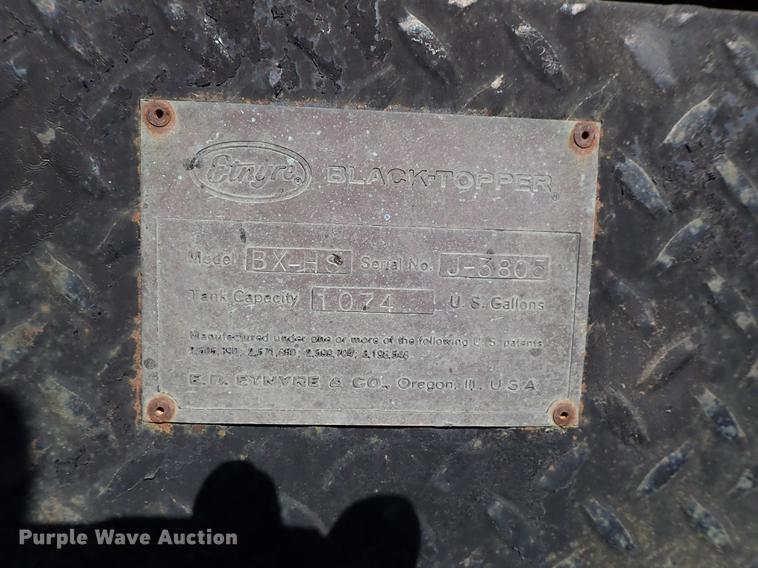 Etnyre BLACK-TOPPER
Model BX-HS Serial No. J-3805
Tank Capacity 1074 U.S. Gallons
Manufactured under one or more of the following U.S. patents
E.D. ETNYRE & CO., Oregon, Ill., U.S.A
Purple Wave Auction